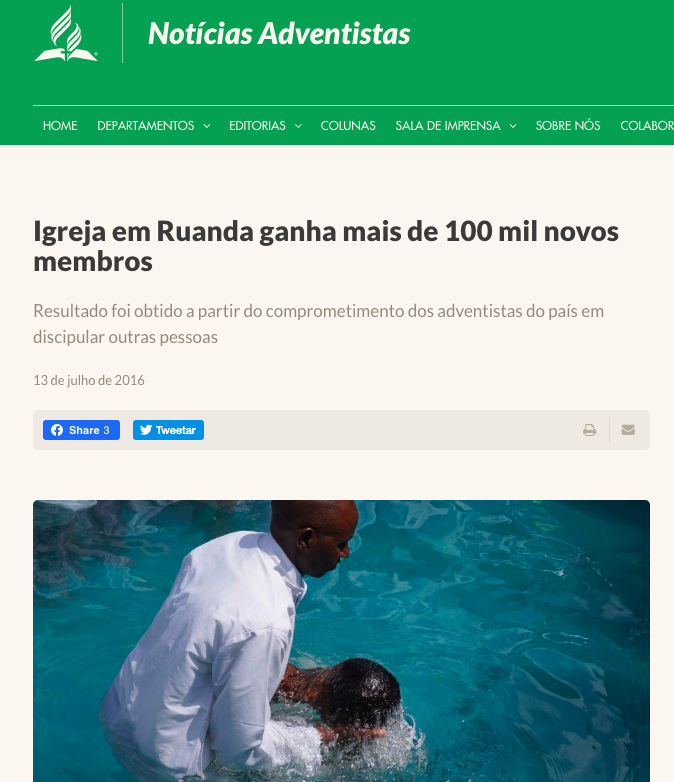 Notícias Adventistas
HOME DEPARTAMENTOS EDITORIAS COLUNAS SALA DE IMPRENSA SOBRE NÓS COLABOR
Igreja em Ruanda ganha mais de 100 mil novos
membros
Resultado foi obtido a partir do comprometimento dos adventistas do país em
discipular outras pessoas
13 de julho de 2016
Share 3 Tweetar